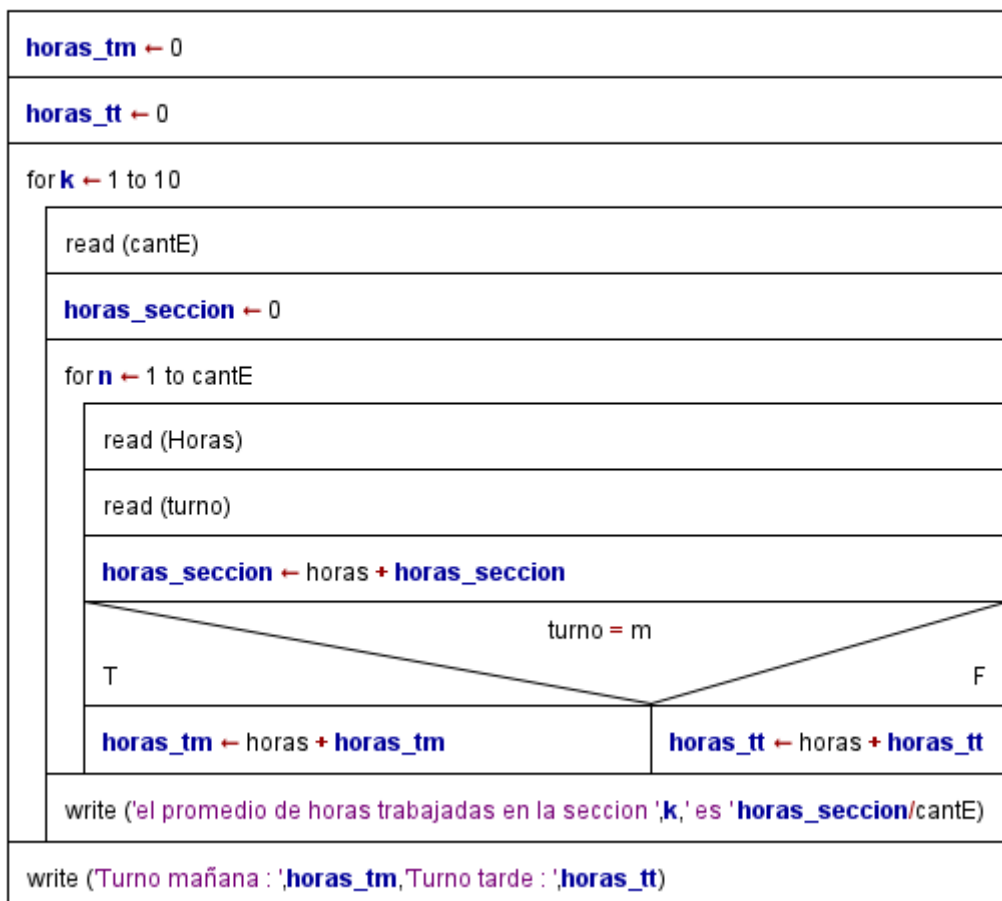 horas_tm ← 0
horas_tt ← 0
for k ← 1 to 10
read (cantE)
horas_seccion ← 0
for n ← 1 to cantE
read (Horas)
read (turno)
horas_seccion ← horas + horas_seccion
turno = m
T F
horas_tm ← horas + horas_tm horas_tt ← horas + horas_tt
write ('el promedio de horas trabajadas en la seccion ',k,' es ' horas_seccion/cantE)
write ('Turno mañana : ',horas_tm,'Turno tarde : ',horas_tt)